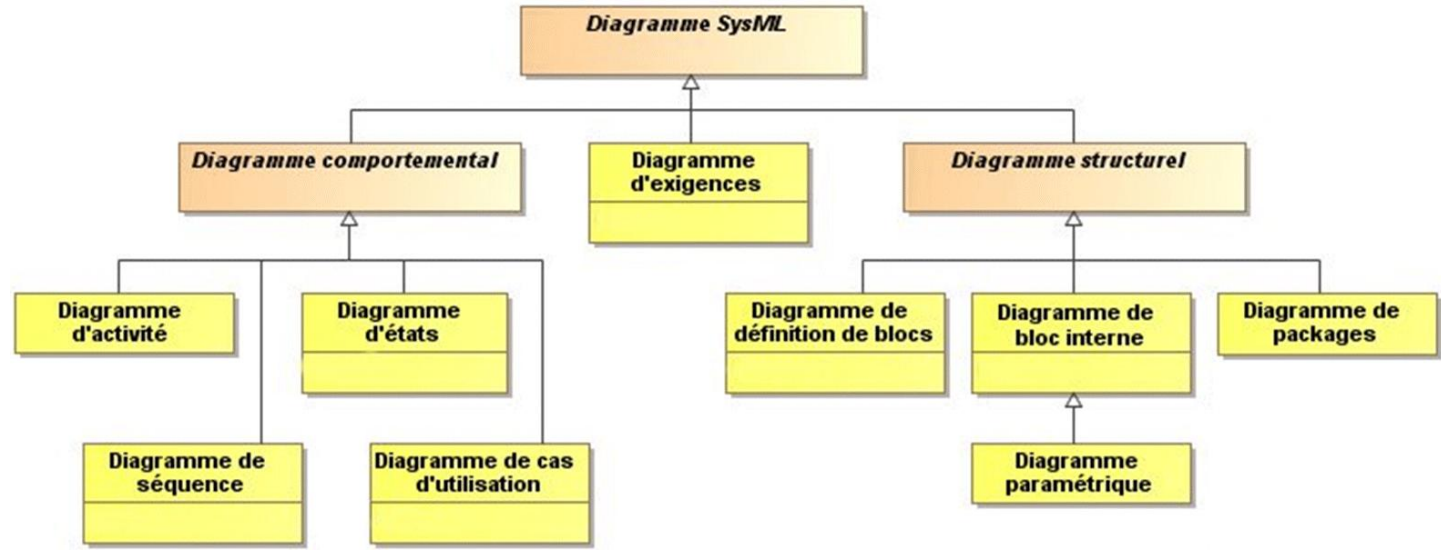 Diagramme SysML
Diagramme comportemental
Diagramme
d'exigences
Diagramme structurel
Diagramme
d'activité
Diagramme
d'états
Diagramme de
définition de blocs
Diagramme de
bloc interne
Diagramme de
packages
Diagramme de
séquence
Diagramme de cas
d'utilisation
Diagramme
paramétrique